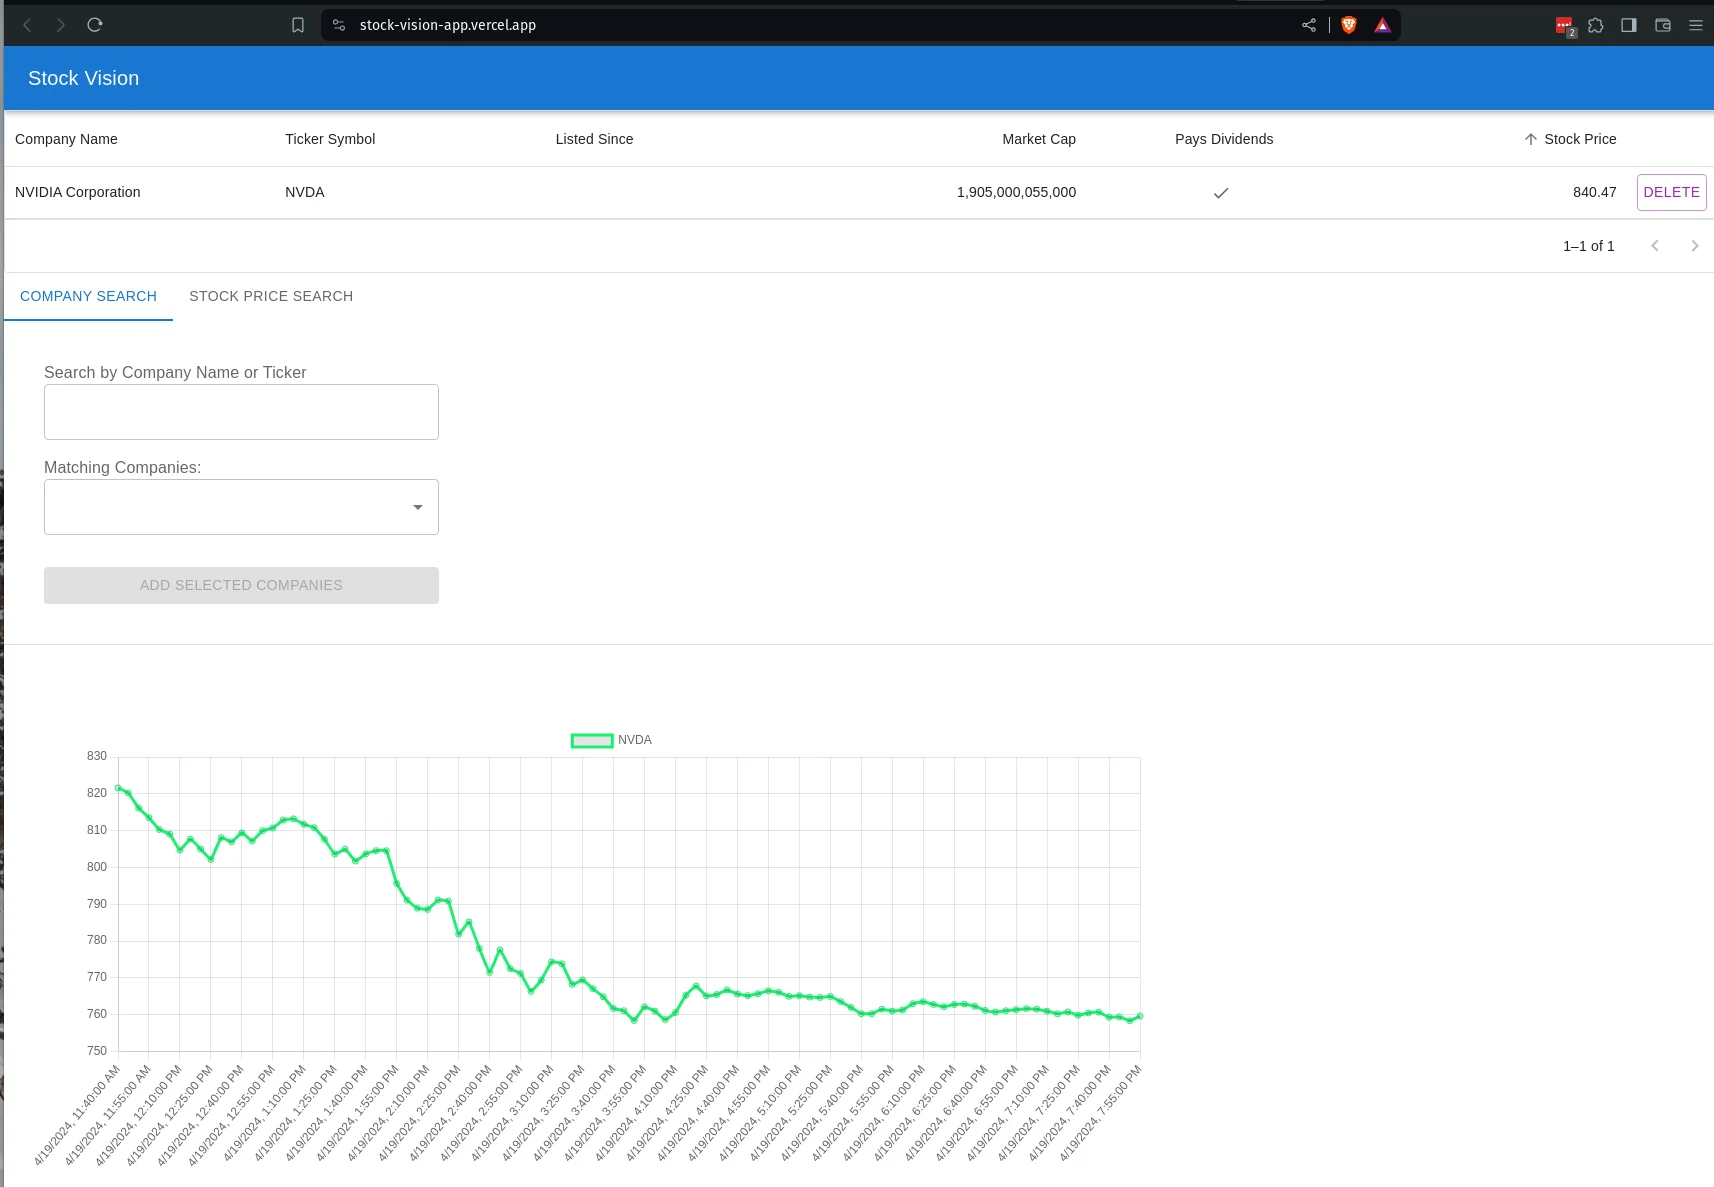 stock-vision-app.vercel.app
2
Stock Vision
Company Name Ticker Symbol Listed Since Market Cap Pays Dividends Stock Price
NVIDIA Corporation NVDA 1,905,000,055,000 840.47 DELETE
1–1 of 1
COMPANY SEARCH STOCK PRICE SEARCH
Search by Company Name or Ticker
Matching Companies:
ADD SELECTED COMPANIES
NVDA
830
820
810
800
790
780
770
760
750
4/19/2024, 11:40:00 AM
4/19/2024, 11:55:00 AM
4/19/2024, 12:10:00 PM
4/19/2024, 12:25:00 PM
4/19/2024, 12:40:00 PM
4/19/2024, 12:55:00 PM
4/19/2024, 1:10:00 PM
4/19/2024, 1:25:00 PM
4/19/2024, 1:40:00 PM
4/19/2024, 1:55:00 PM
4/19/2024, 2:10:00 PM
4/19/2024, 2:25:00 PM
4/19/2024, 2:40:00 PM
4/19/2024, 2:55:00 PM
4/19/2024, 3:10:00 PM
4/19/2024, 3:25:00 PM
4/19/2024, 3:40:00 PM
4/19/2024, 3:55:00 PM
4/19/2024, 4:10:00 PM
4/19/2024, 4:25:00 PM
4/19/2024, 4:40:00 PM
4/19/2024, 4:55:00 PM
4/19/2024, 5:10:00 PM
4/19/2024, 5:25:00 PM
4/19/2024, 5:40:00 PM
4/19/2024, 5:55:00 PM
4/19/2024, 6:10:00 PM
4/19/2024, 6:25:00 PM
4/19/2024, 6:40:00 PM
4/19/2024, 6:55:00 PM
4/19/2024, 7:10:00 PM
4/19/2024, 7:25:00 PM
4/19/2024, 7:40:00 PM
4/19/2024, 7:55:00 PM